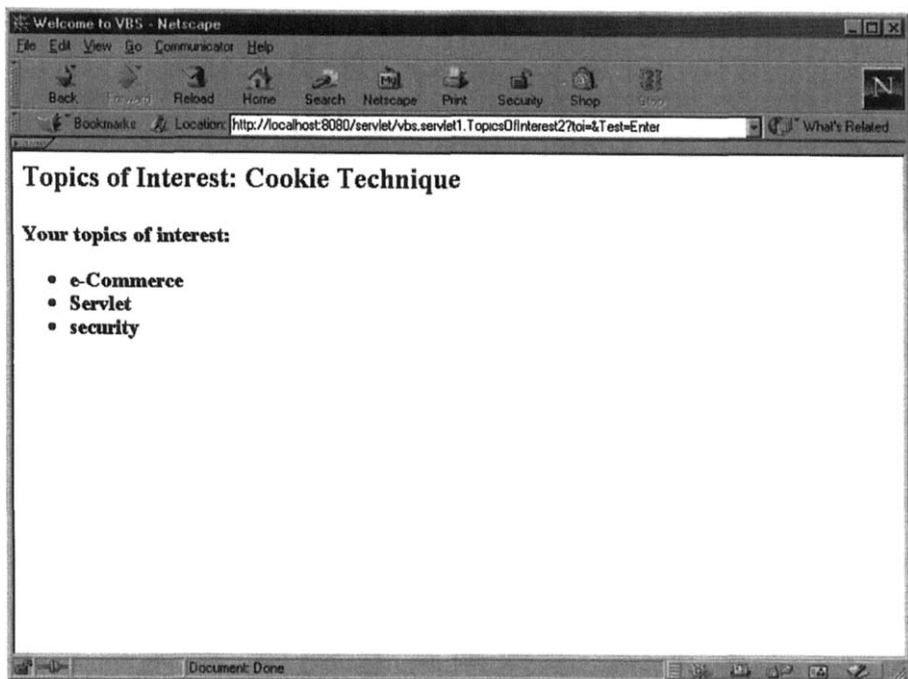 Welcome to VBS - Netscape
File Edit View Go Communicator Help
Back Forward Reload Home Search Netscape Print Security Shop Stop
My
N
Bookmarks Location: http://localhost:8080/servlet/vbs.servlet1.TopicsOfInterest2?toi=&Test=Enter What's Related
Topics of Interest: Cookie Technique
Your topics of interest:
• e-Commerce
• Servlet
• security
Document: Done